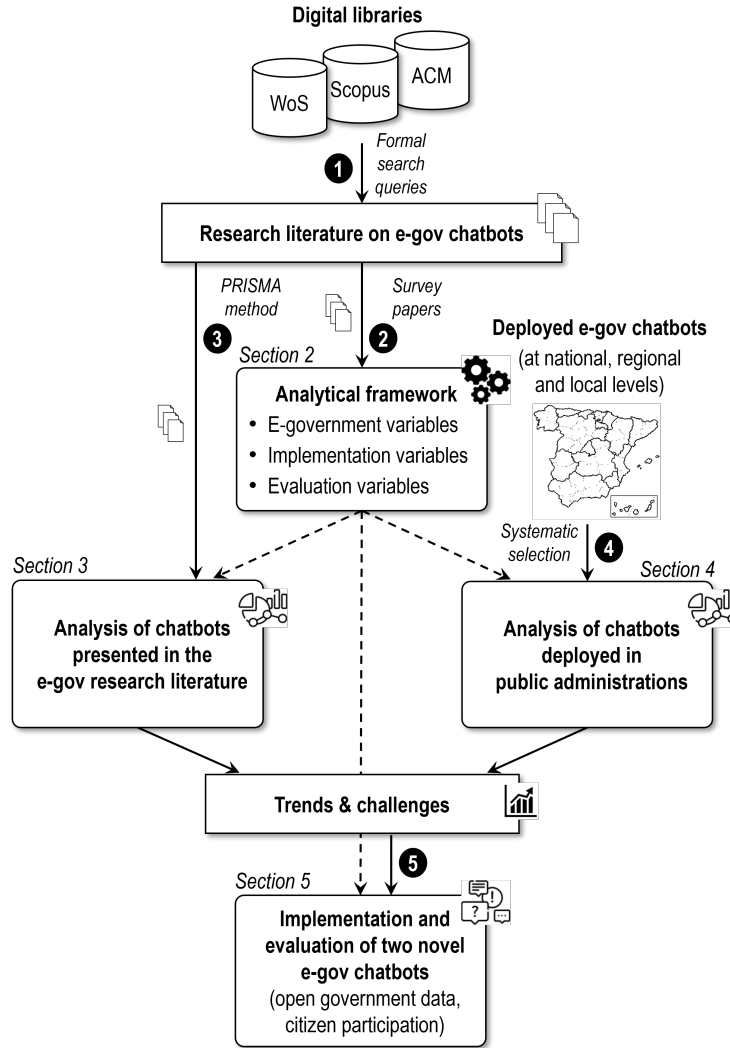 Digital libraries
WoS
Scopus
ACM
1
Formal
search
queries
Research literature on e-gov chatbots
PRISMA
method
3
Survey
papers
2
Deployed e-gov chatbots
(at national, regional
and local levels)
Section 2
Analytical framework
• E-government variables
• Implementation variables
• Evaluation variables
Systematic
selection
4
Section 3
Analysis of chatbots
presented in the
e-gov research literature
Section 4
Analysis of chatbots
deployed in
public administrations
Trends & challenges
5
Section 5
Implementation and
evaluation of two novel
e-gov chatbots
(open government data,
citizen participation)
!
?